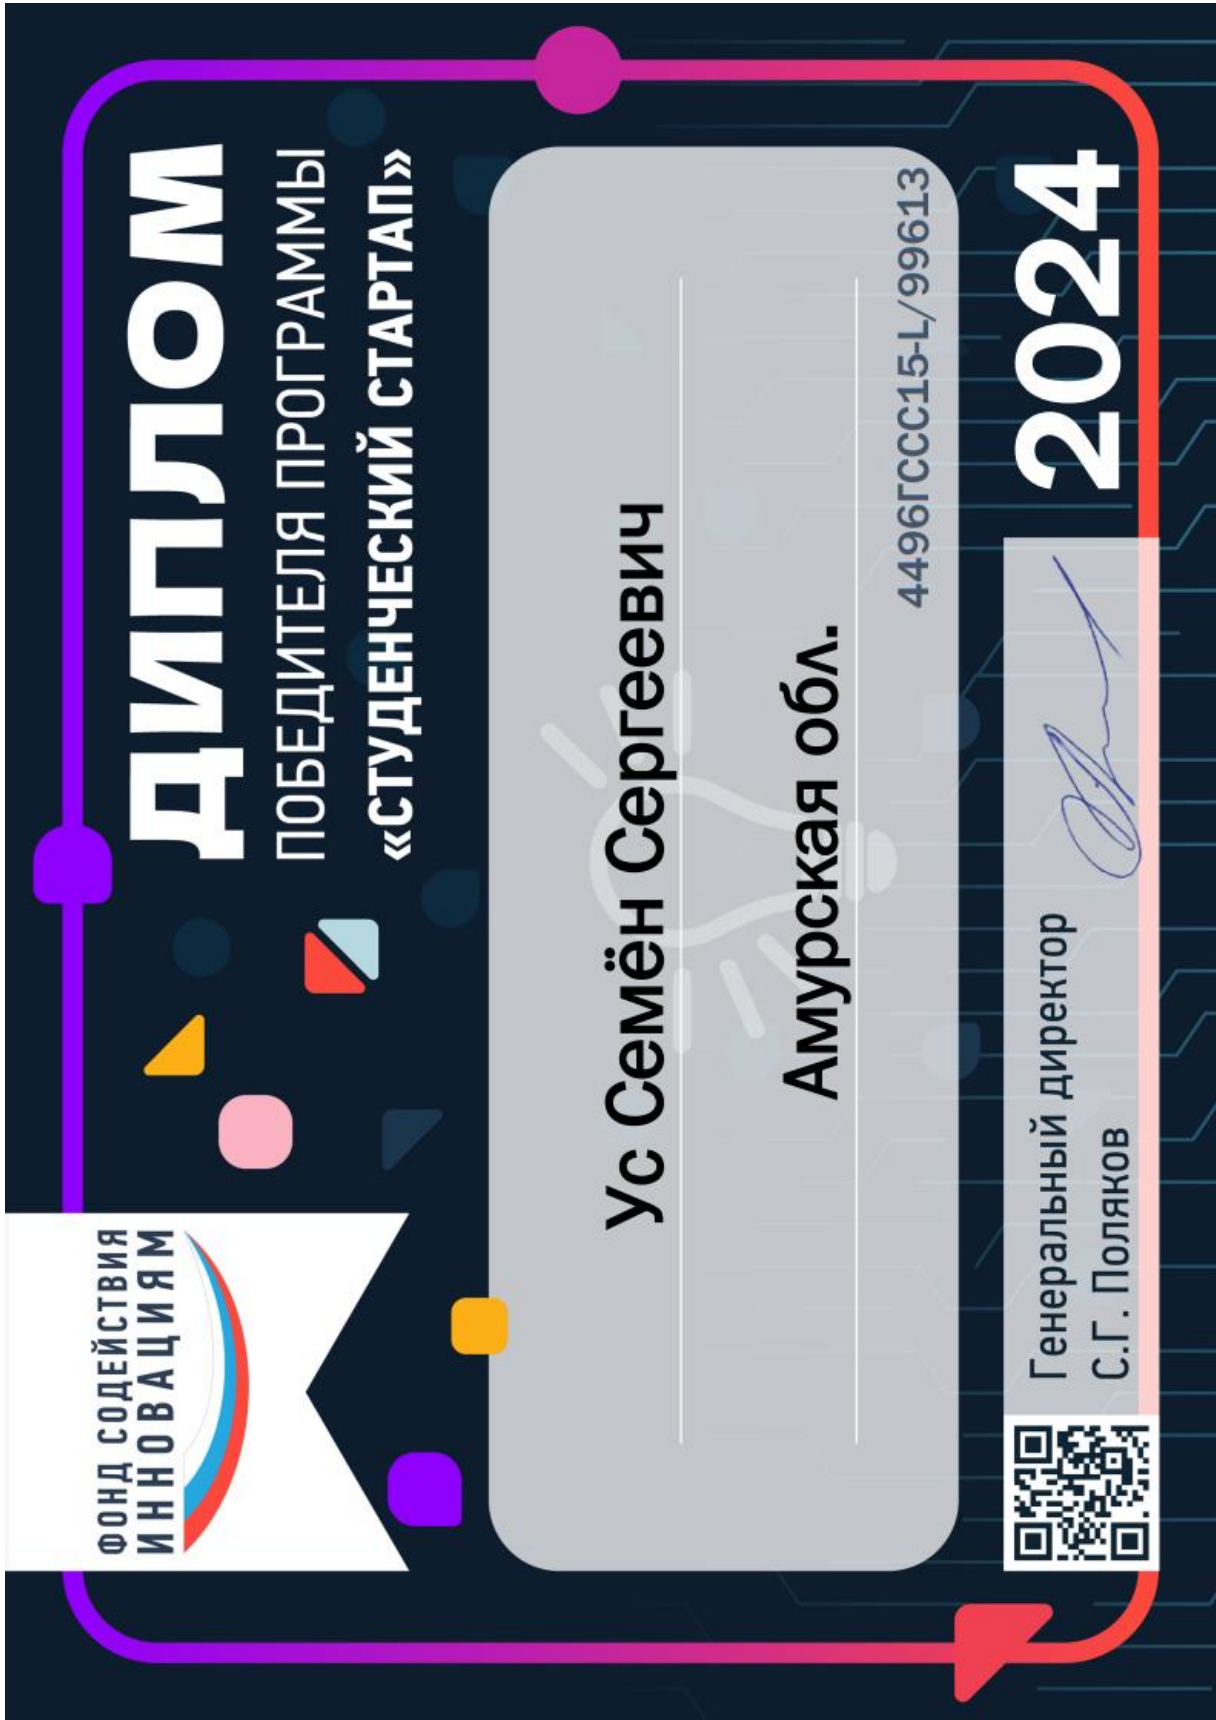 ФОНД СОДЕЙСТВИЯ
ИННОВАЦИЯМ
ДИПЛОМ
ПОБЕДИТЕЛЯ ПРОГРАММЫ
«СТУДЕНЧЕСКИЙ СТАРТАП»
Ус Семён Сергеевич
Амурская обл.
4496ГССС15-L/99613
Генеральный директор
С.Г. Поляков
2024